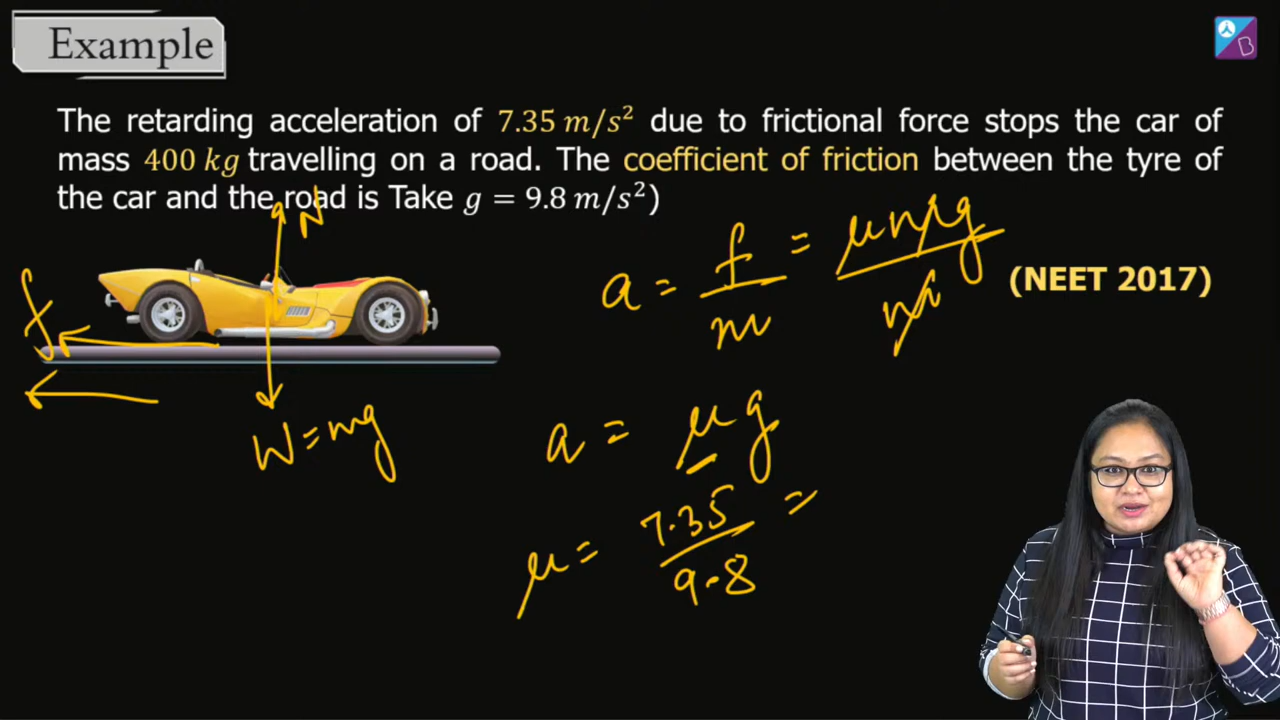 Example
B
The retarding acceleration of 7.35 m/s² due to frictional force stops the car of
mass 400 kg travelling on a road. The coefficient of friction between the tyre of
the car and the road is Take g = 9.8 m/s²)
(NEET 2017)
N
f
W = mg
a = f/m = μmg/m
a = μg
μ = 7.35/9.8 =